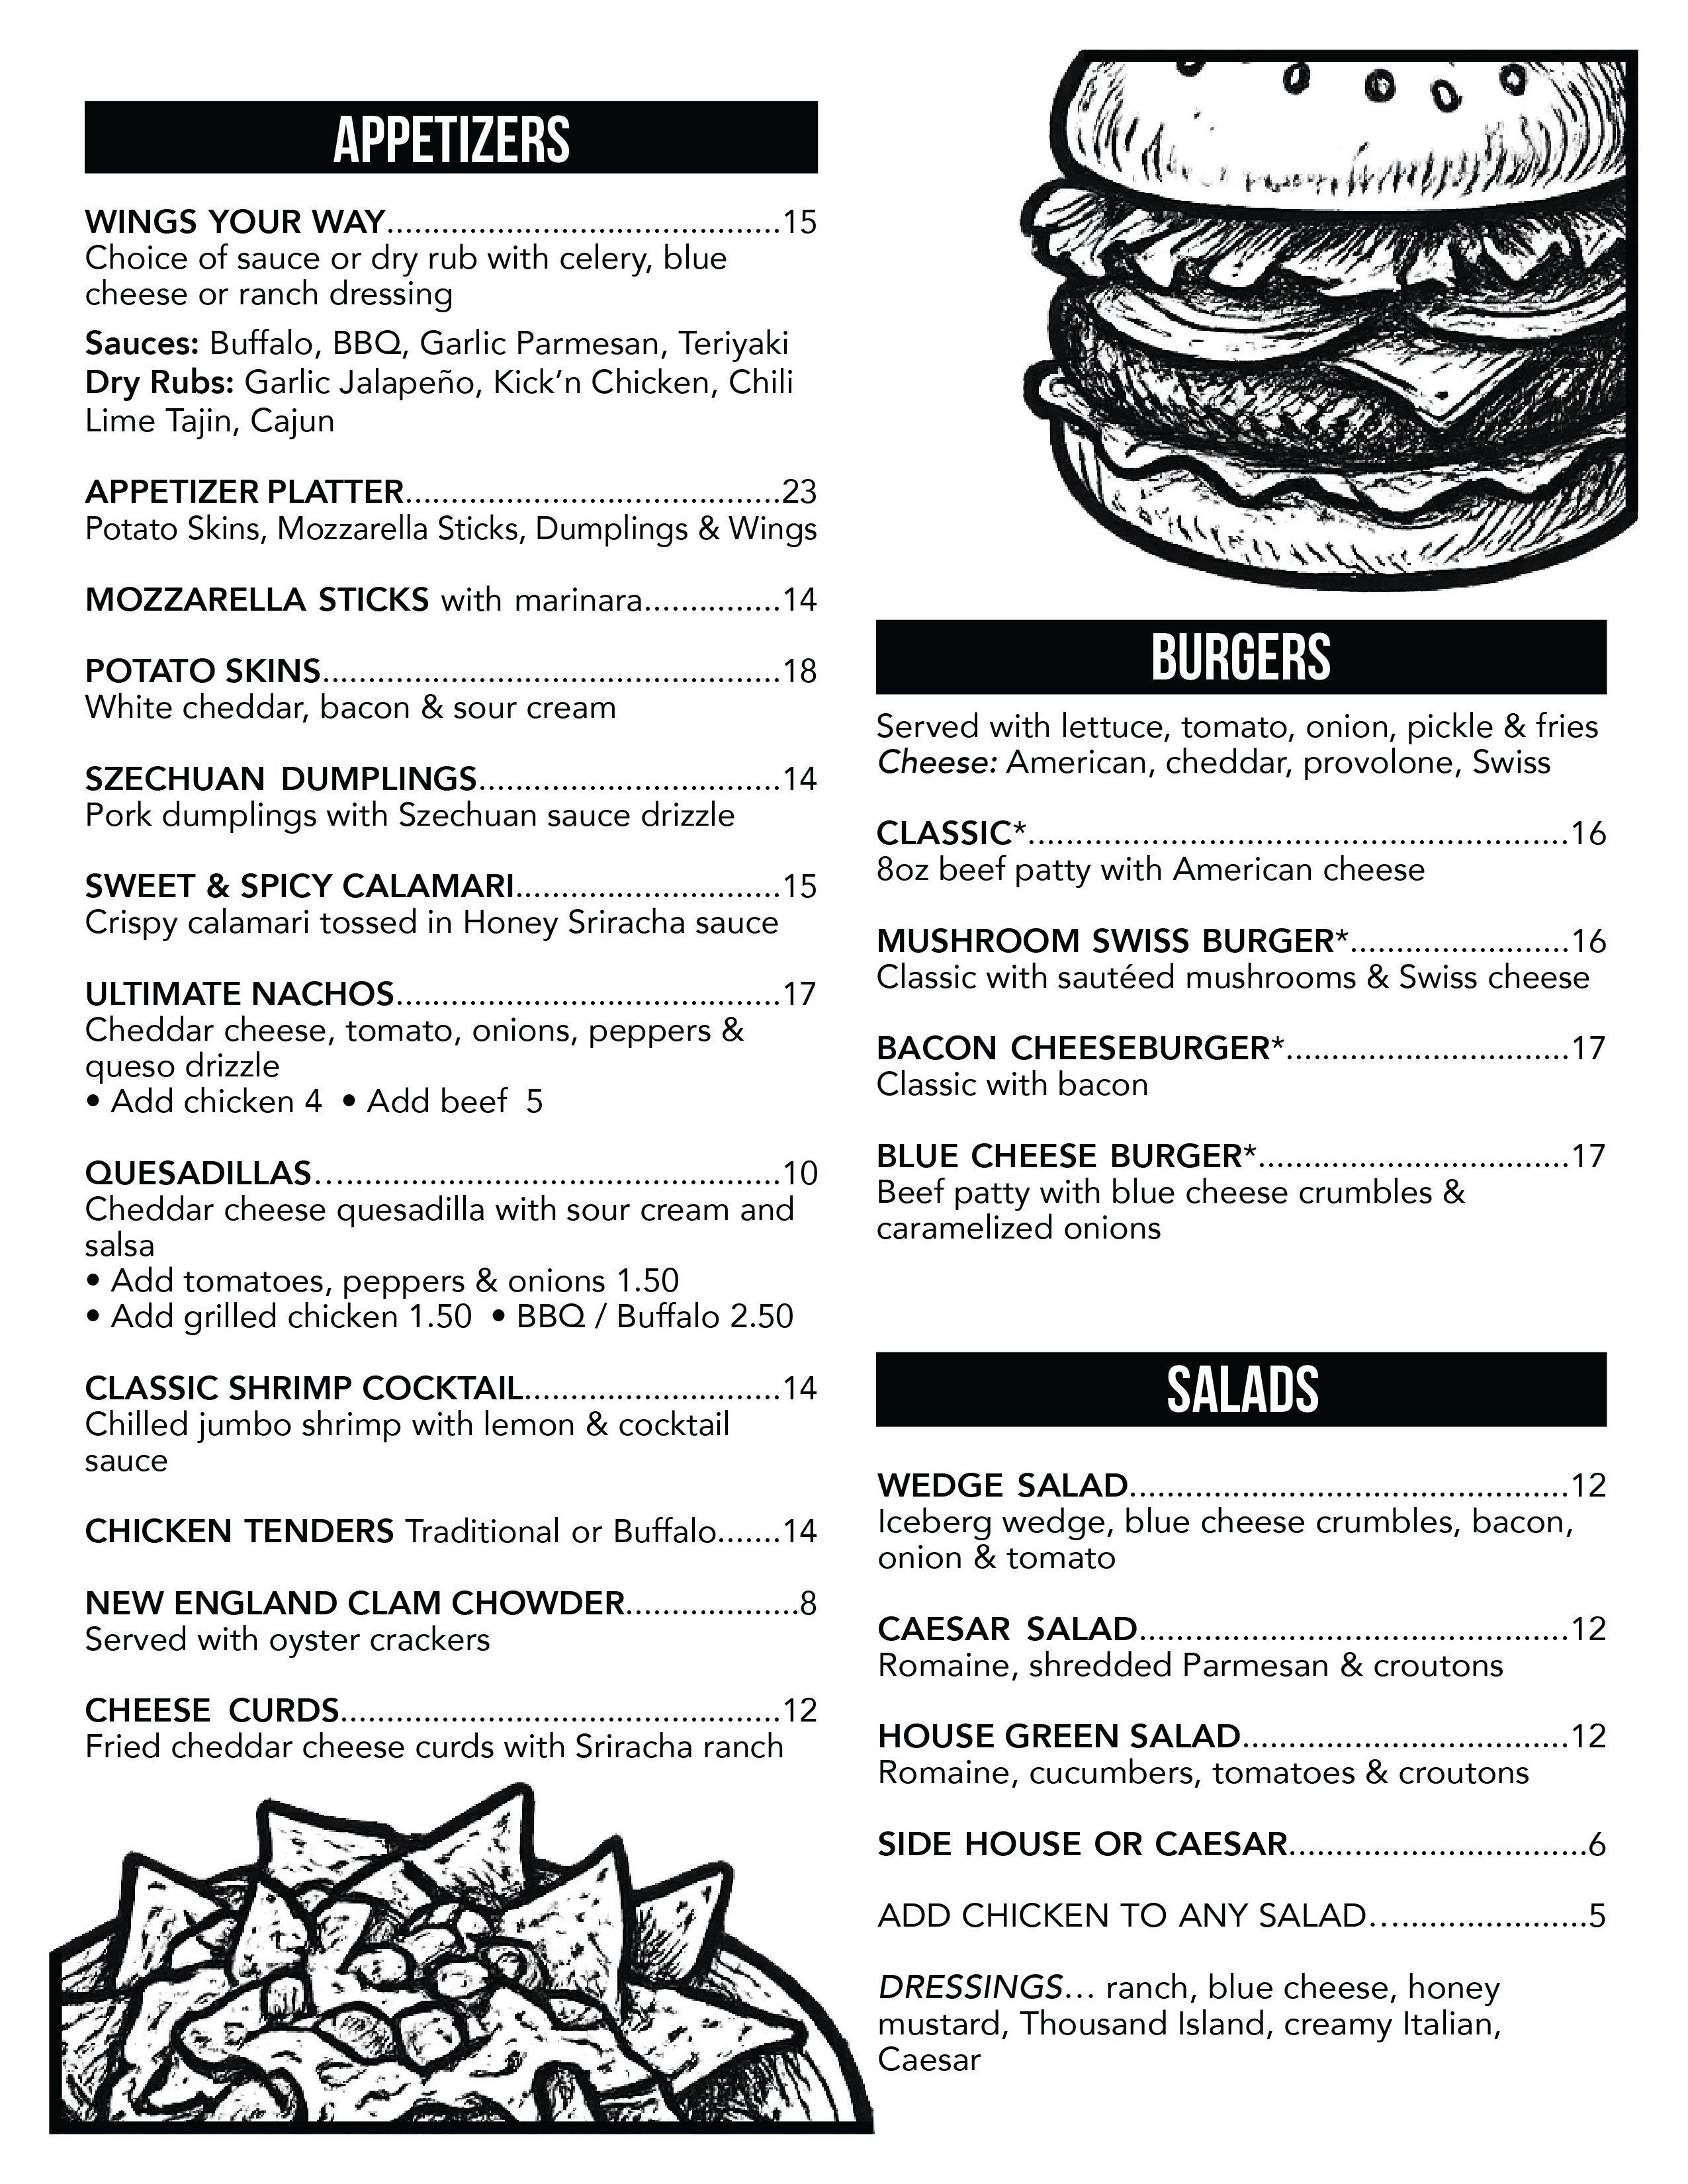 APPETIZERS
WINGS YOUR WAY...........................................15
Choice of sauce or dry rub with celery, blue
cheese or ranch dressing
Sauces: Buffalo, BBQ, Garlic Parmesan, Teriyaki
Dry Rubs: Garlic Jalapeño, Kick’n Chicken, Chili
Lime Tajin, Cajun
APPETIZER PLATTER.........................................23
Potato Skins, Mozzarella Sticks, Dumplings & Wings
MOZZARELLA STICKS with marinara...............14
POTATO SKINS..................................................18
White cheddar, bacon & sour cream
SZECHUAN DUMPLINGS.................................14
Pork dumplings with Szechuan sauce drizzle
SWEET & SPICY CALAMARI.............................15
Crispy calamari tossed in Honey Sriracha sauce
ULTIMATE NACHOS..........................................17
Cheddar cheese, tomato, onions, peppers &
queso drizzle
• Add chicken 4 • Add beef 5
QUESADILLAS...................................................10
Cheddar cheese quesadilla with sour cream and
salsa
• Add tomatoes, peppers & onions 1.50
• Add grilled chicken 1.50 • BBQ / Buffalo 2.50
CLASSIC SHRIMP COCKTAIL............................14
Chilled jumbo shrimp with lemon & cocktail
sauce
CHICKEN TENDERS Traditional or Buffalo.......14
NEW ENGLAND CLAM CHOWDER...................8
Served with oyster crackers
CHEESE CURDS................................................12
Fried cheddar cheese curds with Sriracha ranch
BURGERS
Served with lettuce, tomato, onion, pickle & fries
Cheese: American, cheddar, provolone, Swiss
CLASSIC*...........................................................16
8oz beef patty with American cheese
MUSHROOM SWISS BURGER*........................16
Classic with sautéed mushrooms & Swiss cheese
BACON CHEESEBURGER*...............................17
Classic with bacon
BLUE CHEESE BURGER*..................................17
Beef patty with blue cheese crumbles &
caramelized onions
SALADS
WEDGE SALAD................................................12
Iceberg wedge, blue cheese crumbles, bacon,
onion & tomato
CAESAR SALAD...............................................12
Romaine, shredded Parmesan & croutons
HOUSE GREEN SALAD....................................12
Romaine, cucumbers, tomatoes & croutons
SIDE HOUSE OR CAESAR.................................6
ADD CHICKEN TO ANY SALAD........................5
DRESSINGS... ranch, blue cheese, honey
mustard, Thousand Island, creamy Italian,
Caesar